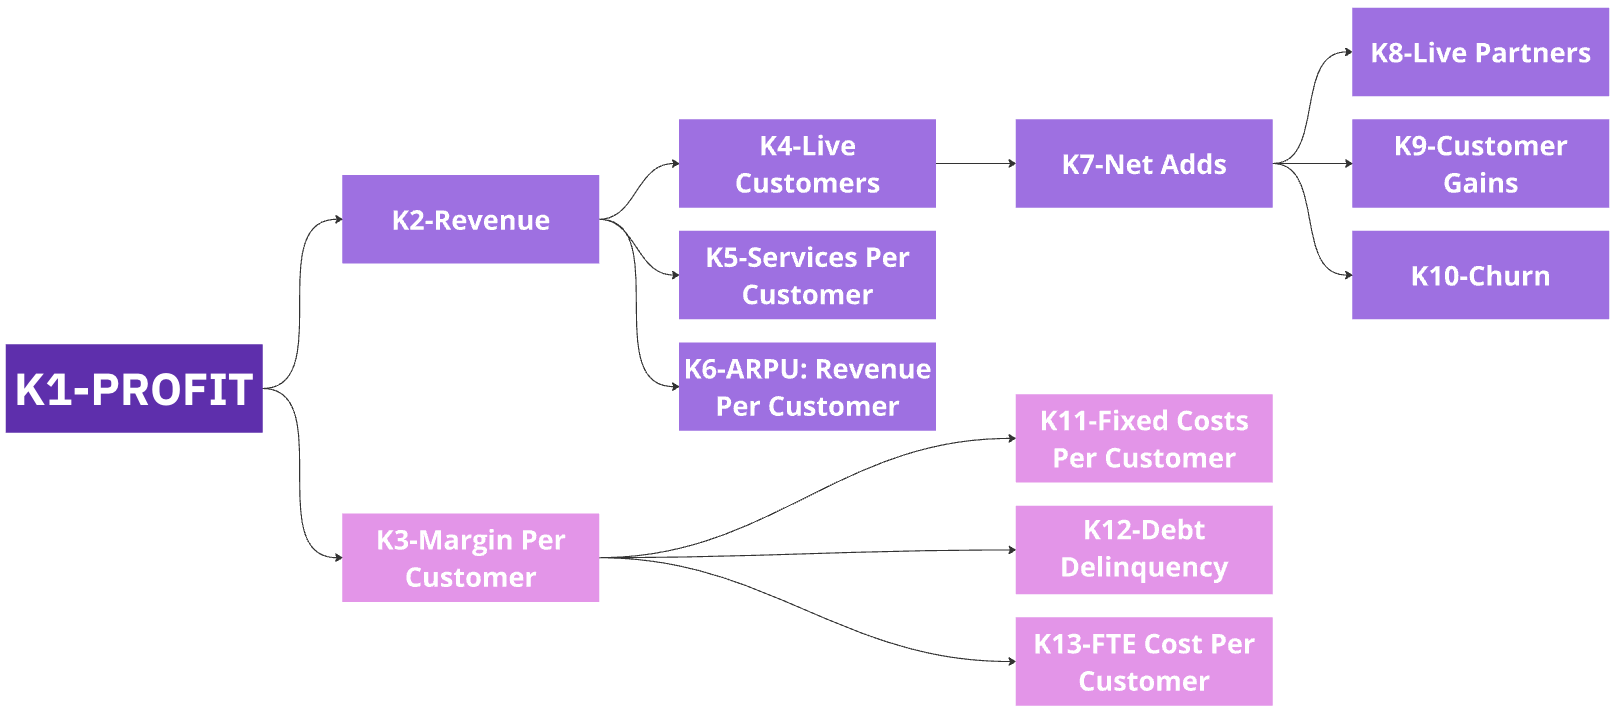 K1-PROFIT
K2-Revenue
K3-Margin Per
Customer
K4-Live
Customers
K5-Services Per
Customer
K6-ARPU: Revenue
Per Customer
K7-Net Adds
K8-Live Partners
K9-Customer
Gains
K10-Churn
K11-Fixed Costs
Per Customer
K12-Debt
Delinquency
K13-FTE Cost Per
Customer